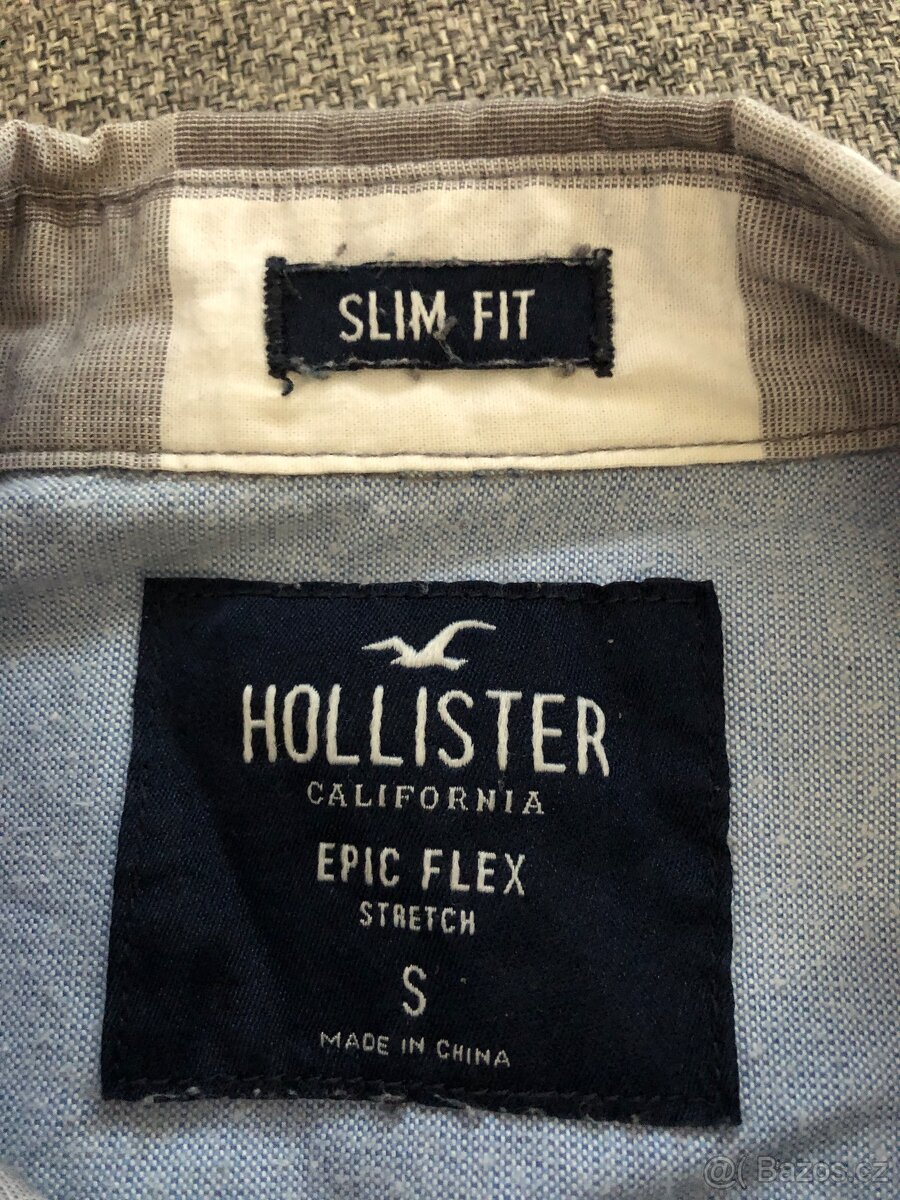 SLIM FIT
HOLLISTER
CALIFORNIA
EPIC FLEX
STRETCH
S
MADE IN CHINA
@( Bazos.cz